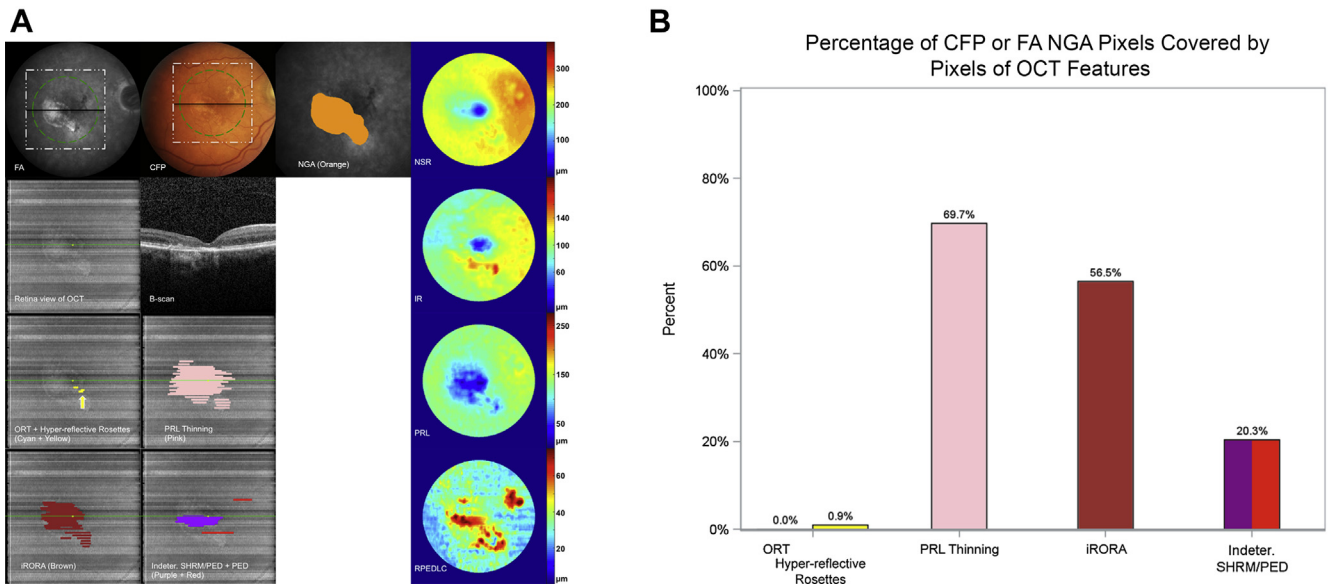 A
FA
CFP
NGA (Orange)
Retina view of OCT
B-scan
ORT + Hyper-reflective Rosettes
(Cyan + Yellow)
PRL Thinning
(Pink)
iRORA (Brown)
Indeter. SHRM/PED + PED
(Purple + Red)
NSR
300
200
100
µm
IR
140
100
60
µm
PRL
250
150
50
µm
RPEDLC
60
40
20
µm
B
Percentage of CFP or FA NGA Pixels Covered by
Pixels of OCT Features
Percent
100%
80%
60%
40%
20%
0%
0.0%
0.9%
69.7%
56.5%
20.3%
ORT
Hyper-reflective
Rosettes
PRL Thinning
iRORA
Indeter.
SHRM/PED